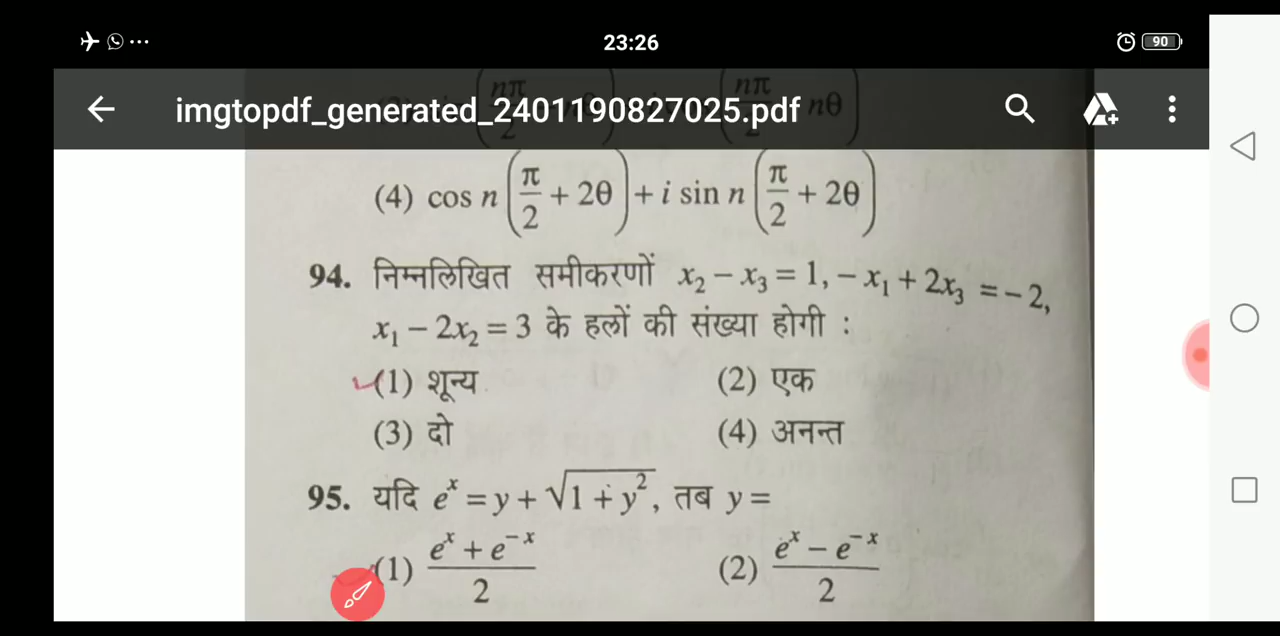 23:26
90
imgtopdf_generated_2401190827025.pdf
(4) cos n (π/2 + 2θ) + i sin n (π/2 + 2θ)
94. निम्नलिखित समीकरणों x₂ − x₃ = 1, − x₁ + 2x₃ = − 2,
x₁ − 2x₂ = 3 के हलों की संख्या होगी :
(1) शून्य (2) एक
(3) दो (4) अनन्त
95. यदि eˣ = y + √(1 + y²), तब y =
(1) (eˣ + e⁻ˣ)/2 (2) (eˣ − e⁻ˣ)/2